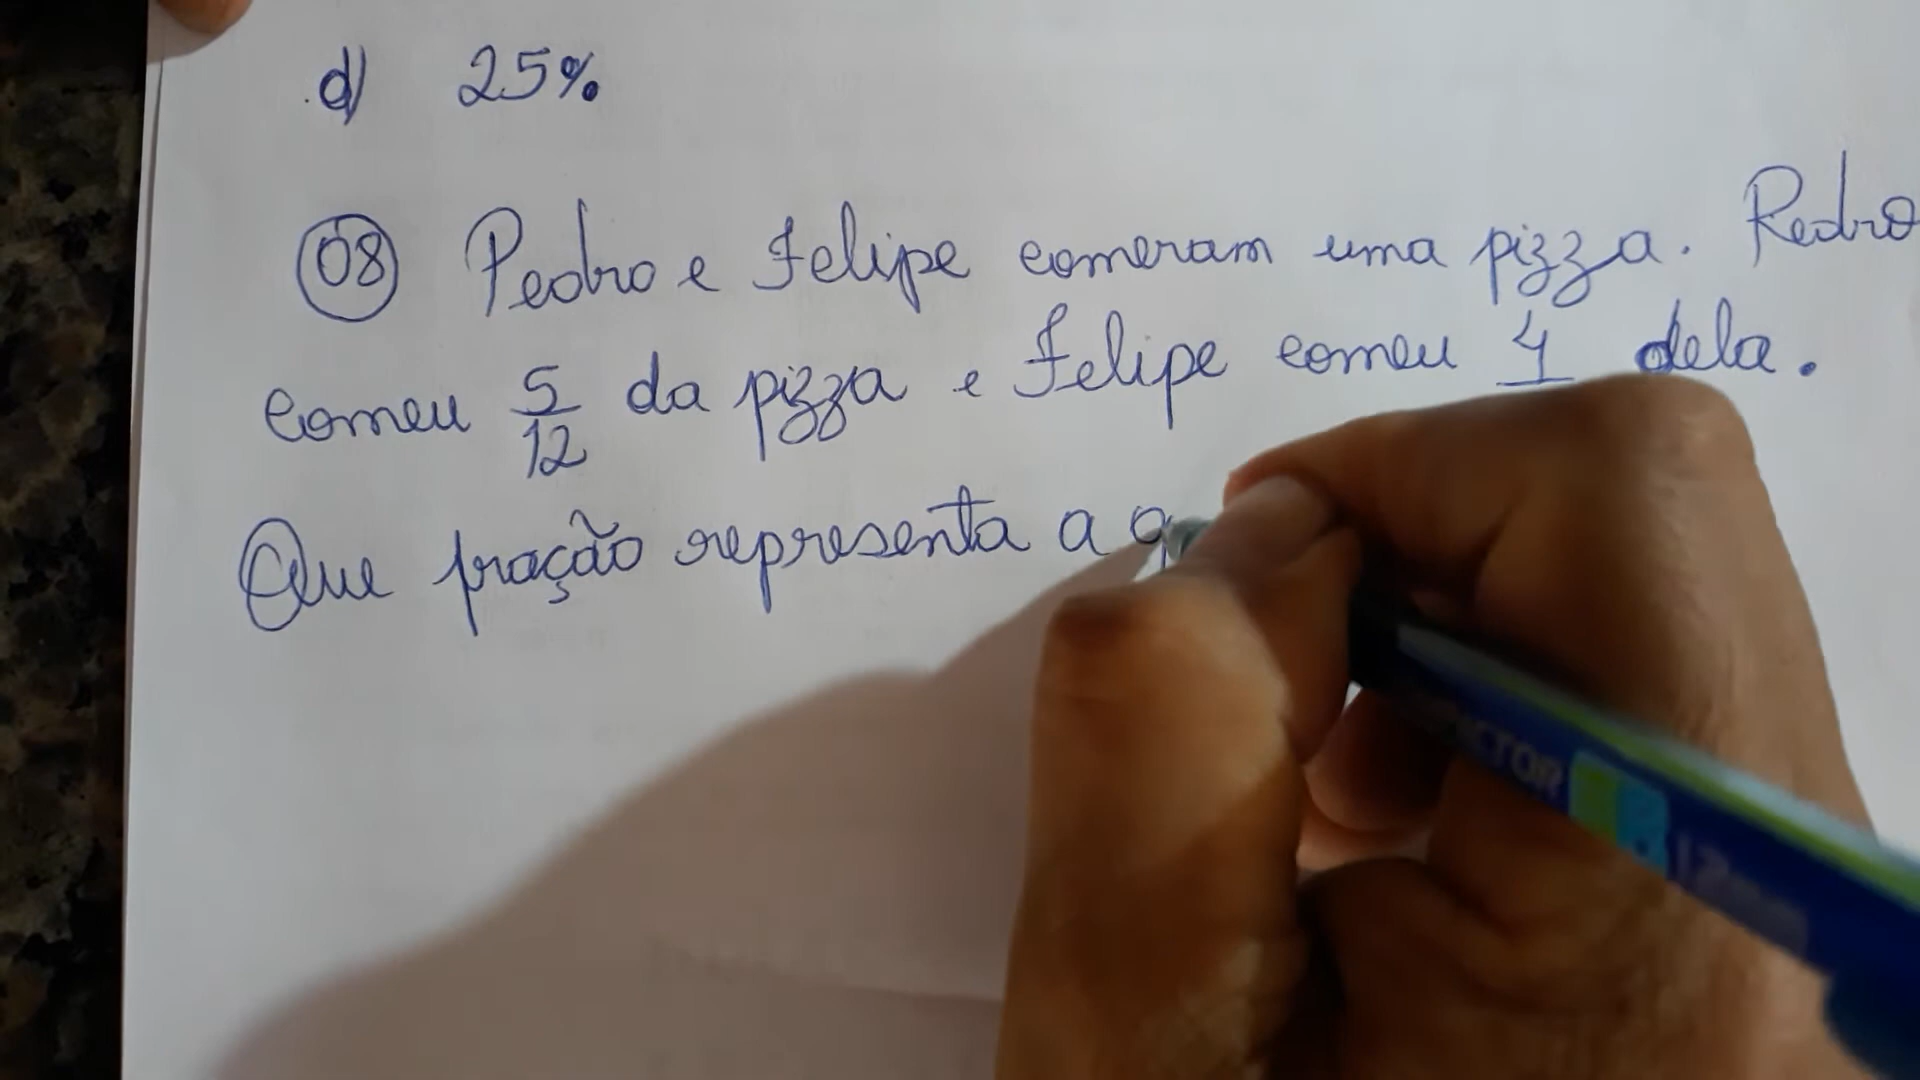 d) 25%
08 Pedro e Felipe comeram uma pizza. Pedro
comeu 5/12 da pizza e Felipe comeu 1 dela.
Que fração representa a q